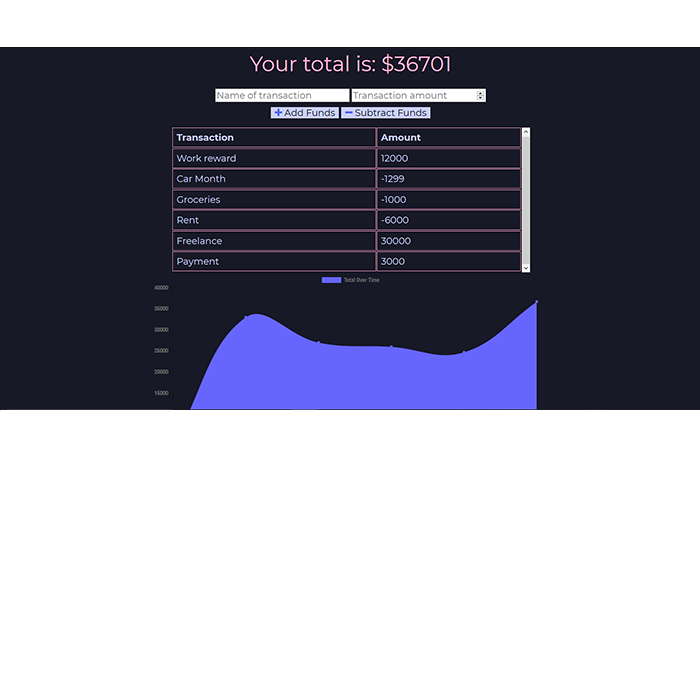 Your total is: $36701
Name of transaction Transaction amount
Add Funds Subtract Funds
Transaction Amount
Work reward 12000
Car Month -1299
Groceries -1000
Rent -6000
Freelance 30000
Payment 3000
Total Over Time
40000
35000
30000
25000
20000
15000